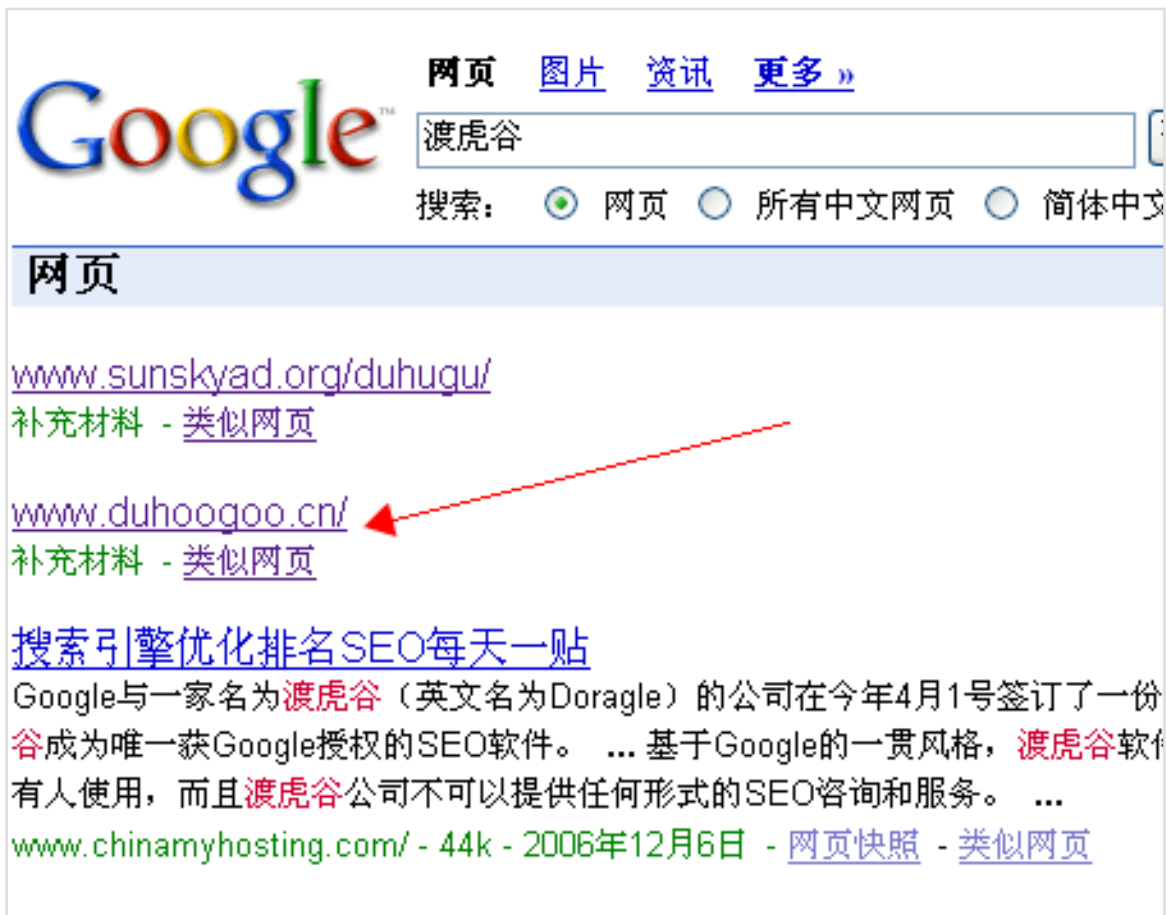 网页 图片 资讯 更多 »
Google™
渡虎谷
搜索: 网页 所有中文网页 简体中文
网页
www.sunskyad.org/duhugu/
补充材料 - 类似网页
www.duhoogoo.cn/
补充材料 - 类似网页
搜索引擎优化排名SEO每天一贴
Google与一家名为渡虎谷（英文名为Doragle）的公司在今年4月1号签订了一份
谷成为唯一获Google授权的SEO软件。 ... 基于Google的一贯风格，渡虎谷软件
有人使用，而且渡虎谷公司不可以提供任何形式的SEO咨询和服务。 ...
www.chinamyhosting.com/ - 44k - 2006年12月6日 - 网页快照 - 类似网页